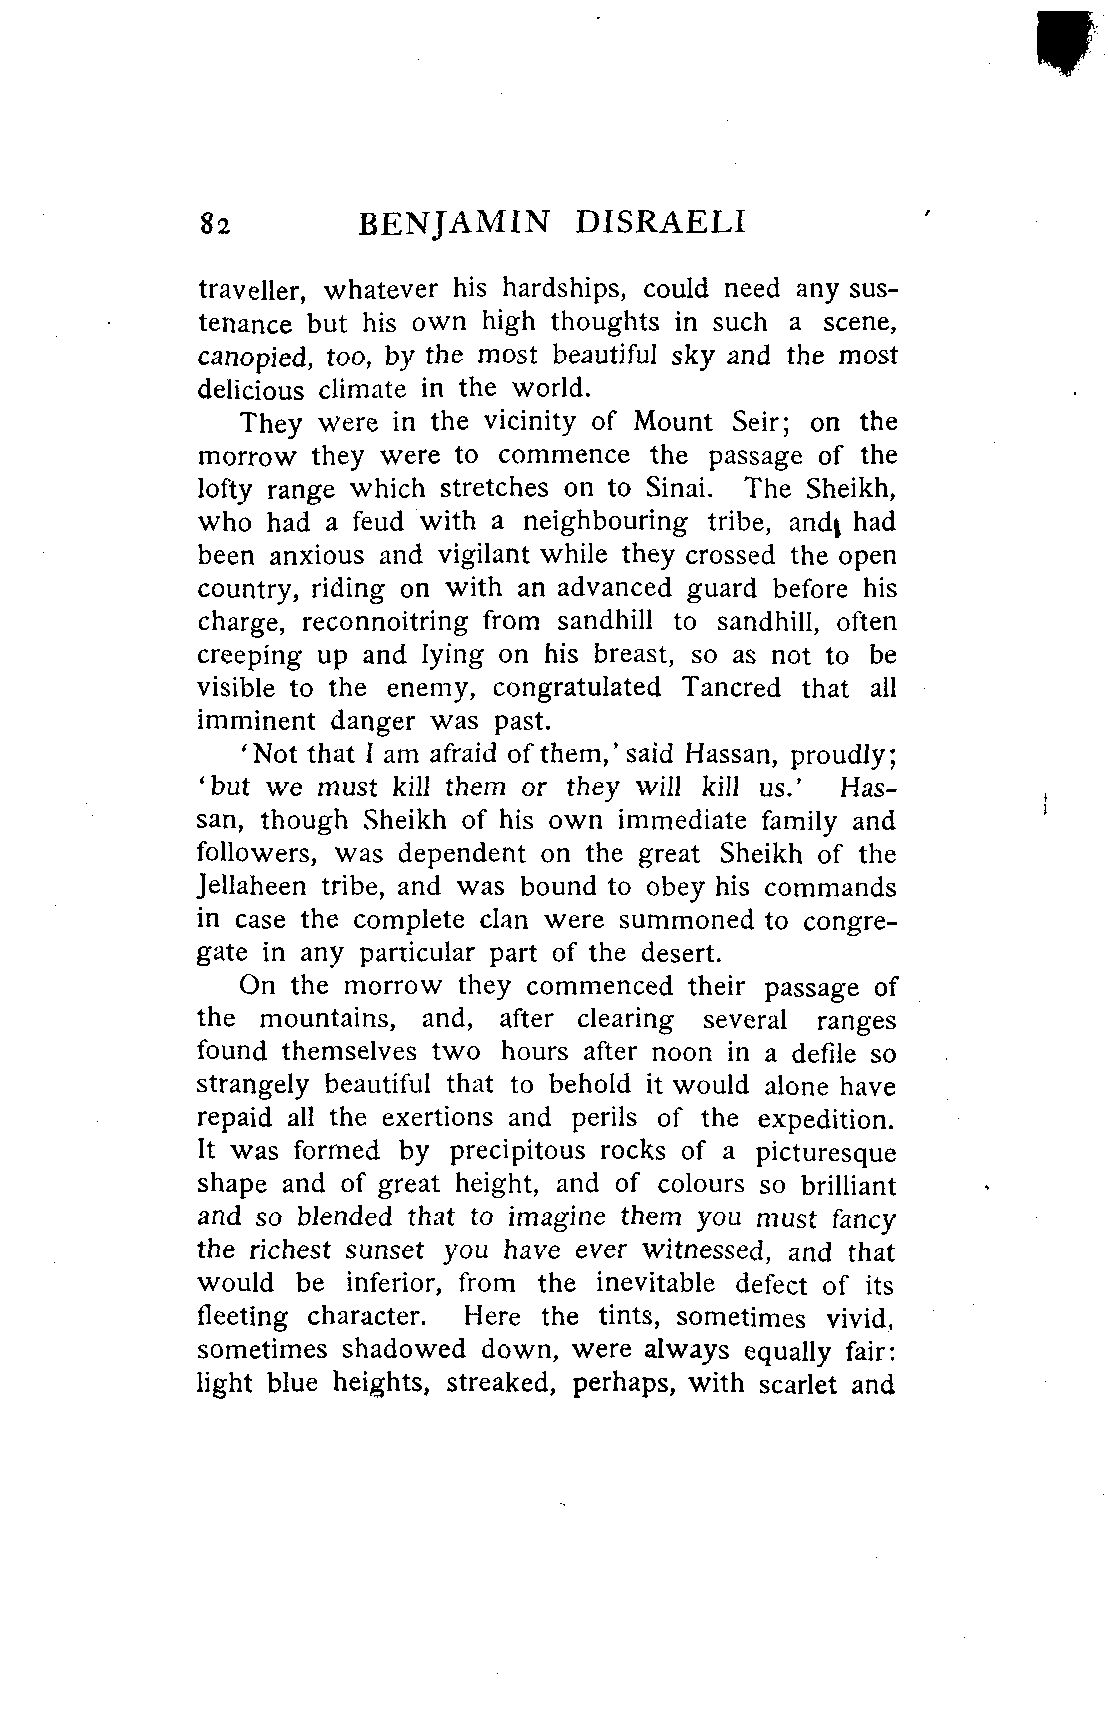 82 BENJAMIN DISRAELI
traveller, whatever his hardships, could need any sus-
tenance but his own high thoughts in such a scene,
canopied, too, by the most beautiful sky and the most
delicious climate in the world.
They were in the vicinity of Mount Seir; on the
morrow they were to commence the passage of the
lofty range which stretches on to Sinai. The Sheikh,
who had a feud with a neighbouring tribe, and had
been anxious and vigilant while they crossed the open
country, riding on with an advanced guard before his
charge, reconnoitring from sandhill to sandhill, often
creeping up and lying on his breast, so as not to be
visible to the enemy, congratulated Tancred that all
imminent danger was past.
‘Not that I am afraid of them,’ said Hassan, proudly;
‘but we must kill them or they will kill us.’ Has-
san, though Sheikh of his own immediate family and
followers, was dependent on the great Sheikh of the
Jellaheen tribe, and was bound to obey his commands
in case the complete clan were summoned to congre-
gate in any particular part of the desert.
On the morrow they commenced their passage of
the mountains, and, after clearing several ranges
found themselves two hours after noon in a defile so
strangely beautiful that to behold it would alone have
repaid all the exertions and perils of the expedition.
It was formed by precipitous rocks of a picturesque
shape and of great height, and of colours so brilliant
and so blended that to imagine them you must fancy
the richest sunset you have ever witnessed, and that
would be inferior, from the inevitable defect of its
fleeting character. Here the tints, sometimes vivid,
sometimes shadowed down, were always equally fair:
light blue heights, streaked, perhaps, with scarlet and